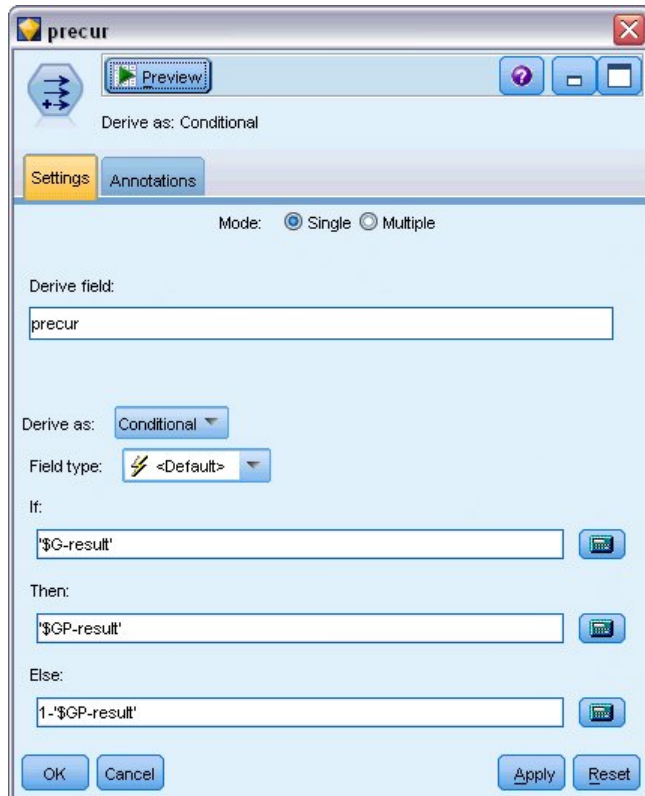 precur
Preview
Derive as: Conditional
Settings Annotations
Mode: Single Multiple
Derive field:
precur
Derive as: Conditional
Field type: <Default>
If:
'$G-result'
Then:
'$GP-result'
Else:
1-'$GP-result'
OK Cancel Apply Reset